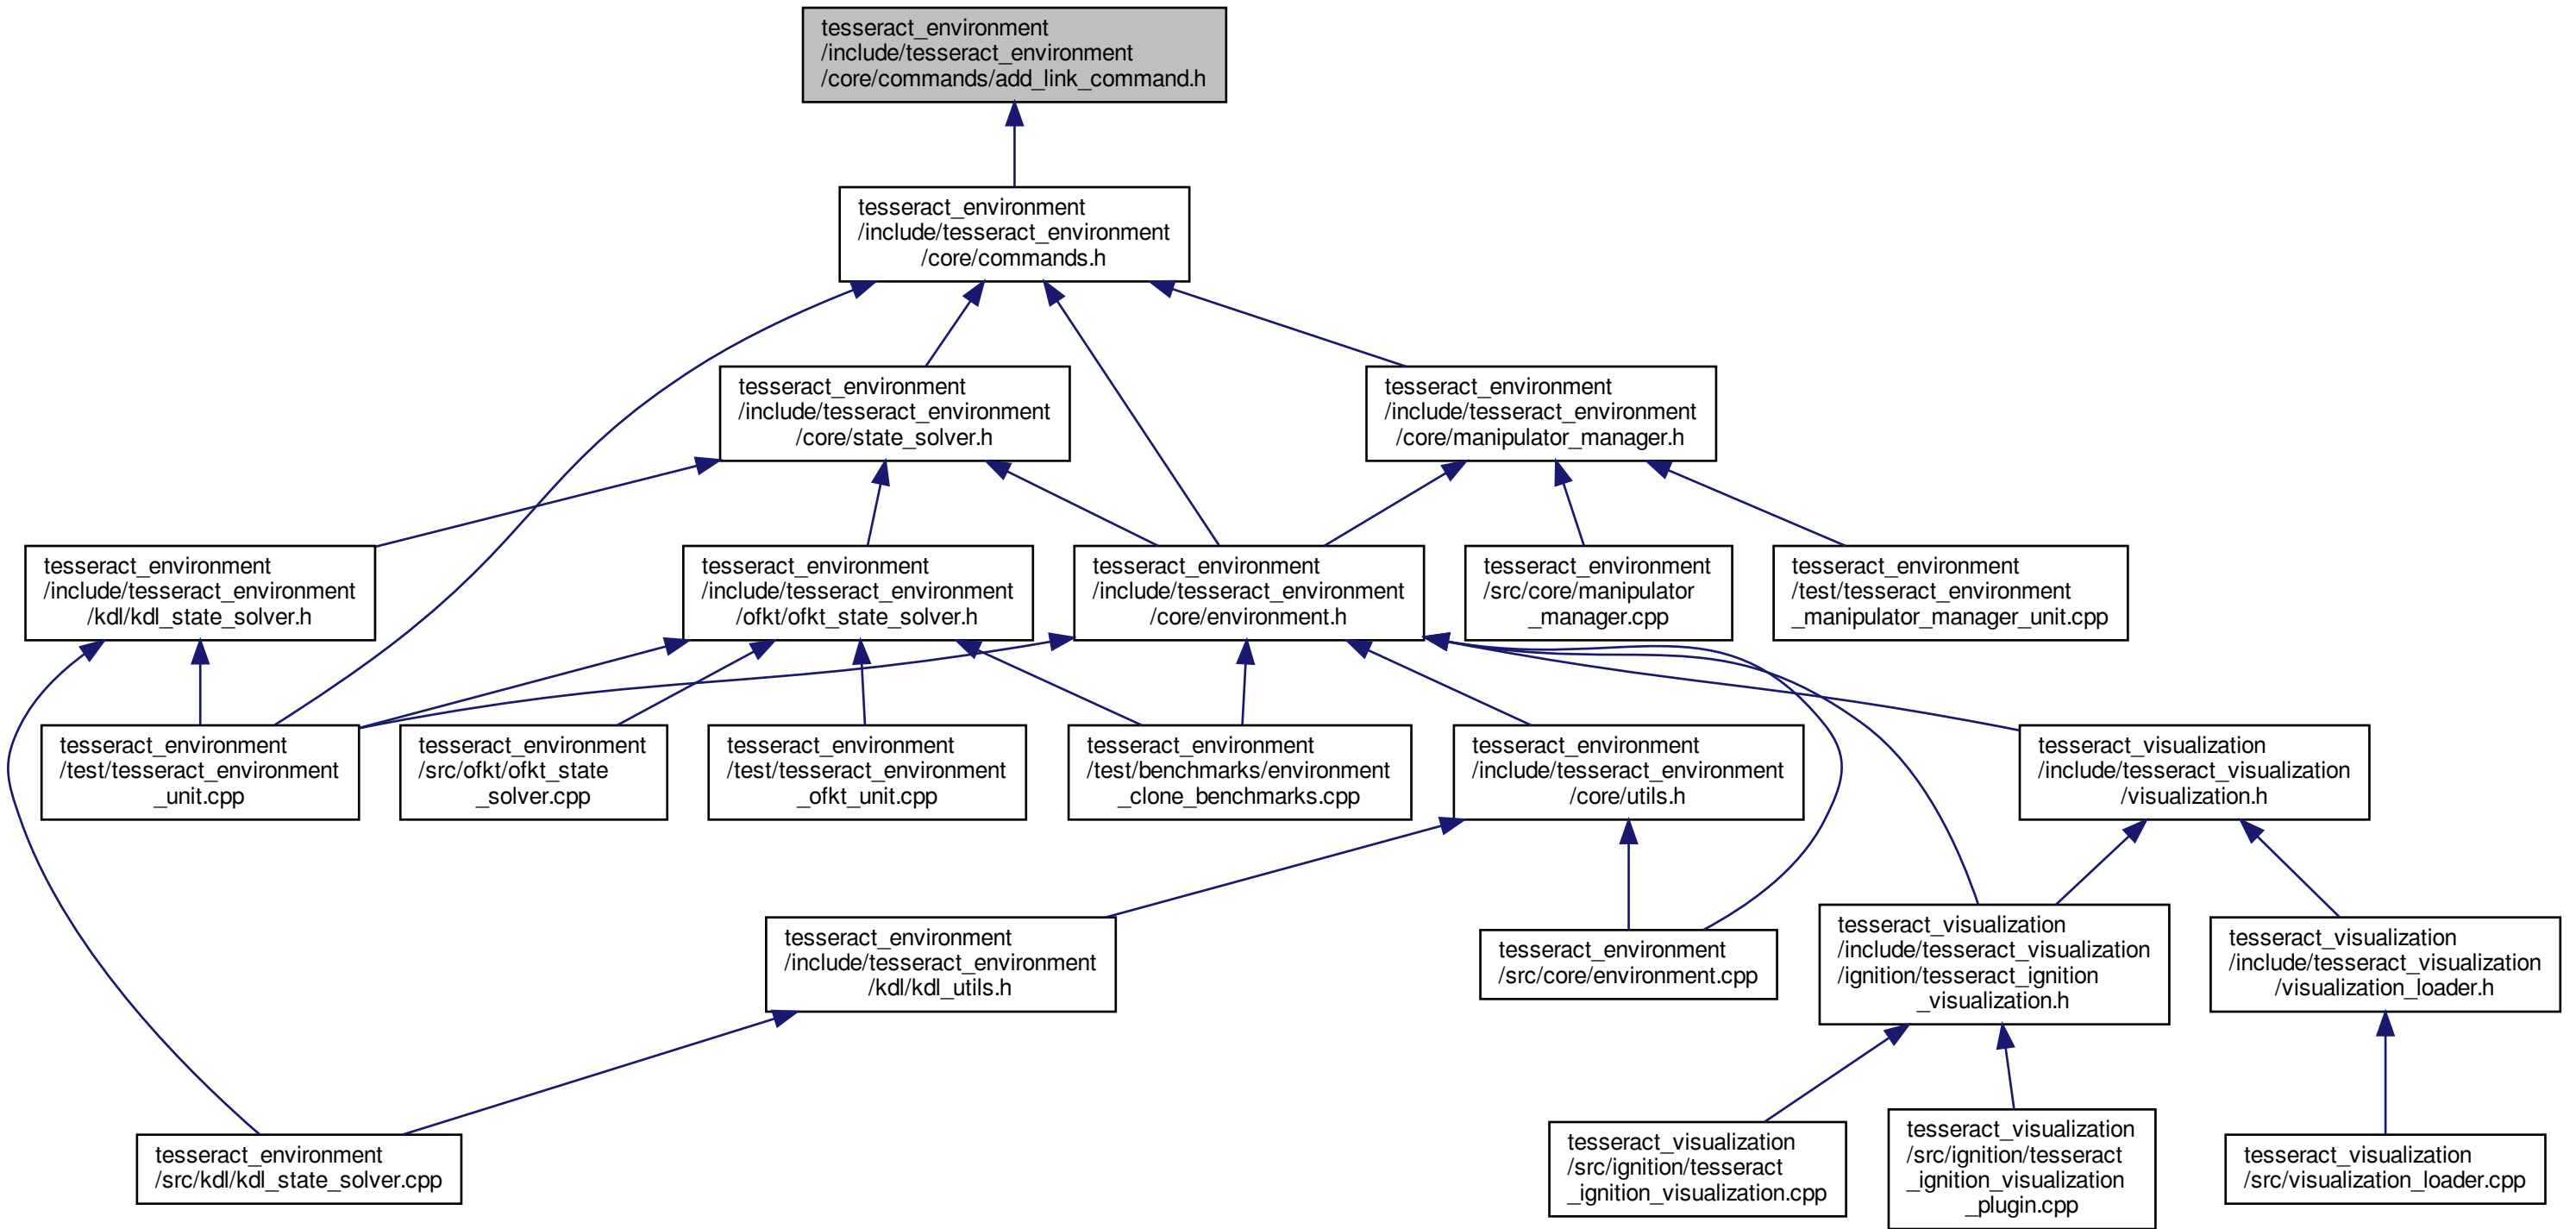 tesseract_environment
/include/tesseract_environment
/core/commands/add_link_command.h
tesseract_environment
/include/tesseract_environment
/core/commands.h
tesseract_environment
/include/tesseract_environment
/core/state_solver.h
tesseract_environment
/include/tesseract_environment
/core/manipulator_manager.h
tesseract_environment
/include/tesseract_environment
/kdl/kdl_state_solver.h
tesseract_environment
/include/tesseract_environment
/ofkt/ofkt_state_solver.h
tesseract_environment
/include/tesseract_environment
/core/environment.h
tesseract_environment
/src/core/manipulator
_manager.cpp
tesseract_environment
/test/tesseract_environment
_manipulator_manager_unit.cpp
tesseract_environment
/test/tesseract_environment
_unit.cpp
tesseract_environment
/src/ofkt/ofkt_state
_solver.cpp
tesseract_environment
/test/tesseract_environment
_ofkt_unit.cpp
tesseract_environment
/test/benchmarks/environment
_clone_benchmarks.cpp
tesseract_environment
/include/tesseract_environment
/core/utils.h
tesseract_visualization
/include/tesseract_visualization
/visualization.h
tesseract_environment
/include/tesseract_environment
/kdl/kdl_utils.h
tesseract_environment
/src/core/environment.cpp
tesseract_visualization
/include/tesseract_visualization
/ignition/tesseract_ignition
_visualization.h
tesseract_visualization
/include/tesseract_visualization
/visualization_loader.h
tesseract_environment
/src/kdl/kdl_state_solver.cpp
tesseract_visualization
/src/ignition/tesseract
_ignition_visualization.cpp
tesseract_visualization
/src/ignition/tesseract
_ignition_visualization
_plugin.cpp
tesseract_visualization
/src/visualization_loader.cpp